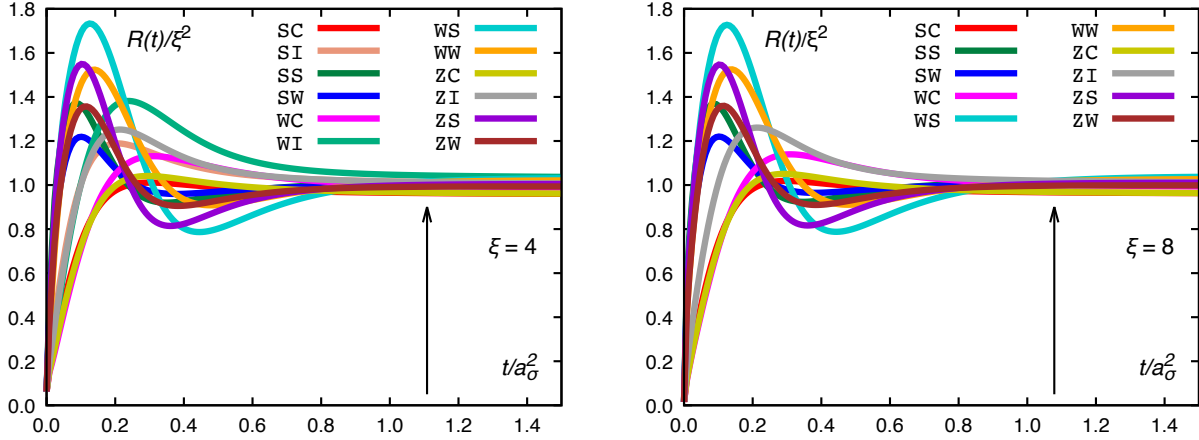 1.8
1.6
1.4
1.2
1.0
0.8
0.6
0.4
0.2
0.0
0.0 0.2 0.4 0.6 0.8 1.0 1.2 1.4
R(t)/ξ²
SC
SI
SS
SW
WC
WI
WS
WW
ZC
ZI
ZS
ZW
ξ = 4
t/a²σ
1.8
1.6
1.4
1.2
1.0
0.8
0.6
0.4
0.2
0.0
0.0 0.2 0.4 0.6 0.8 1.0 1.2 1.4
R(t)/ξ²
SC
SS
SW
WC
WS
WW
ZC
ZI
ZS
ZW
ξ = 8
t/a²σ